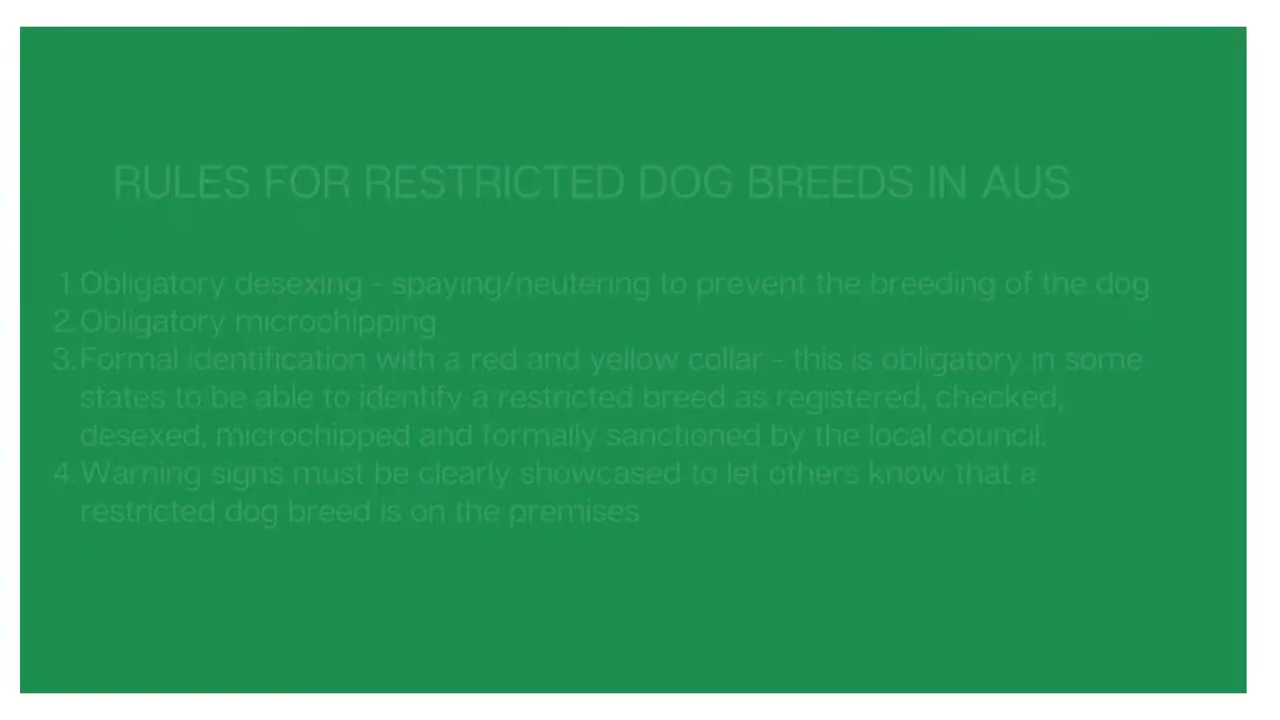 RULES FOR RESTRICTED DOG BREEDS IN AUS
1. Obligatory desexing - spaying/neutering to prevent the breeding of the dog
2. Obligatory microchipping
3. Formal identification with a red and yellow collar - this is obligatory in some
states to be able to identify a restricted breed as registered, checked,
desexed, microchipped and formally sanctioned by the local council.
4. Warning signs must be clearly showcased to let others know that a
restricted dog breed is on the premises